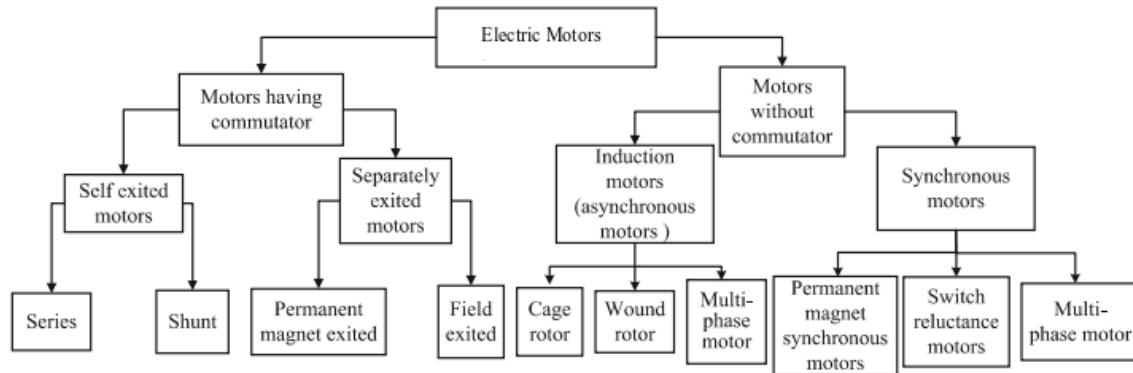 Electric Motors
Motors having
commutator
Motors
without
commutator
Self exited
motors
Separately
exited
motors
Induction
motors
(asynchronous
motors )
Synchronous
motors
Series
Shunt
Permanent
magnet exited
Field
exited
Cage
rotor
Wound
rotor
Multi-
phase
motor
Permanent
magnet
synchronous
motors
Switch
reluctance
motors
Multi-
phase motor